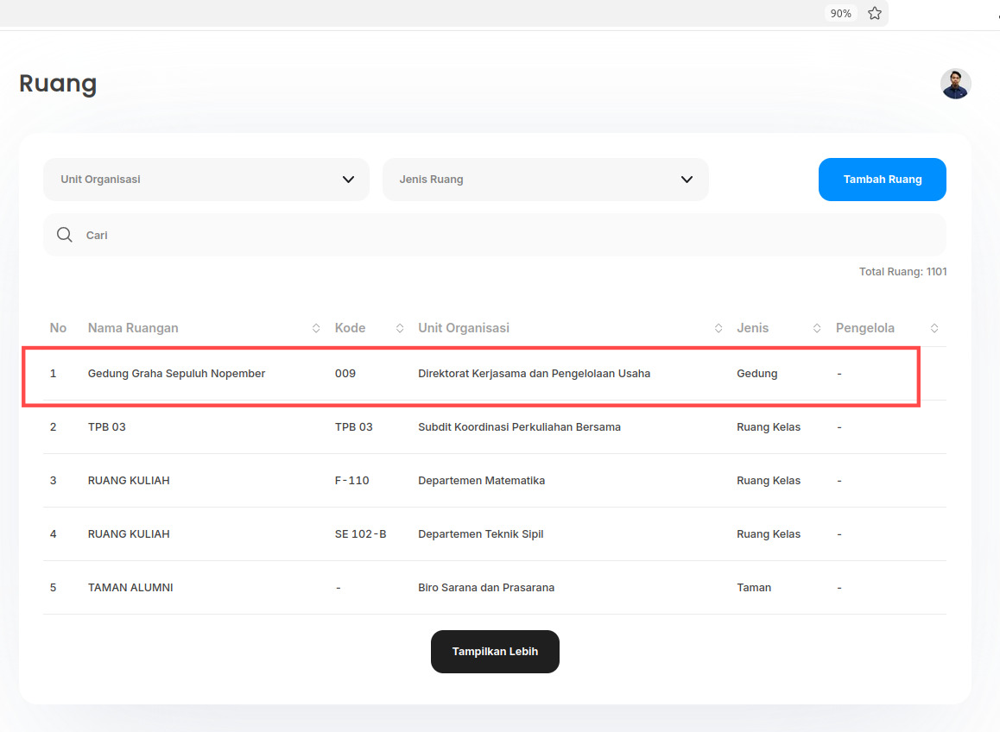 90%
Ruang
Unit Organisasi
Jenis Ruang
Tambah Ruang
Cari
Total Ruang: 1101
No Nama Ruangan Kode Unit Organisasi Jenis Pengelola
1 Gedung Graha Sepuluh Nopember 009 Direktorat Kerjasama dan Pengelolaan Usaha Gedung -
2 TPB 03 TPB 03 Subdit Koordinasi Perkuliahan Bersama Ruang Kelas -
3 RUANG KULIAH F-110 Departemen Matematika Ruang Kelas -
4 RUANG KULIAH SE 102-B Departemen Teknik Sipil Ruang Kelas -
5 TAMAN ALUMNI - Biro Sarana dan Prasarana Taman -
Tampilkan Lebih